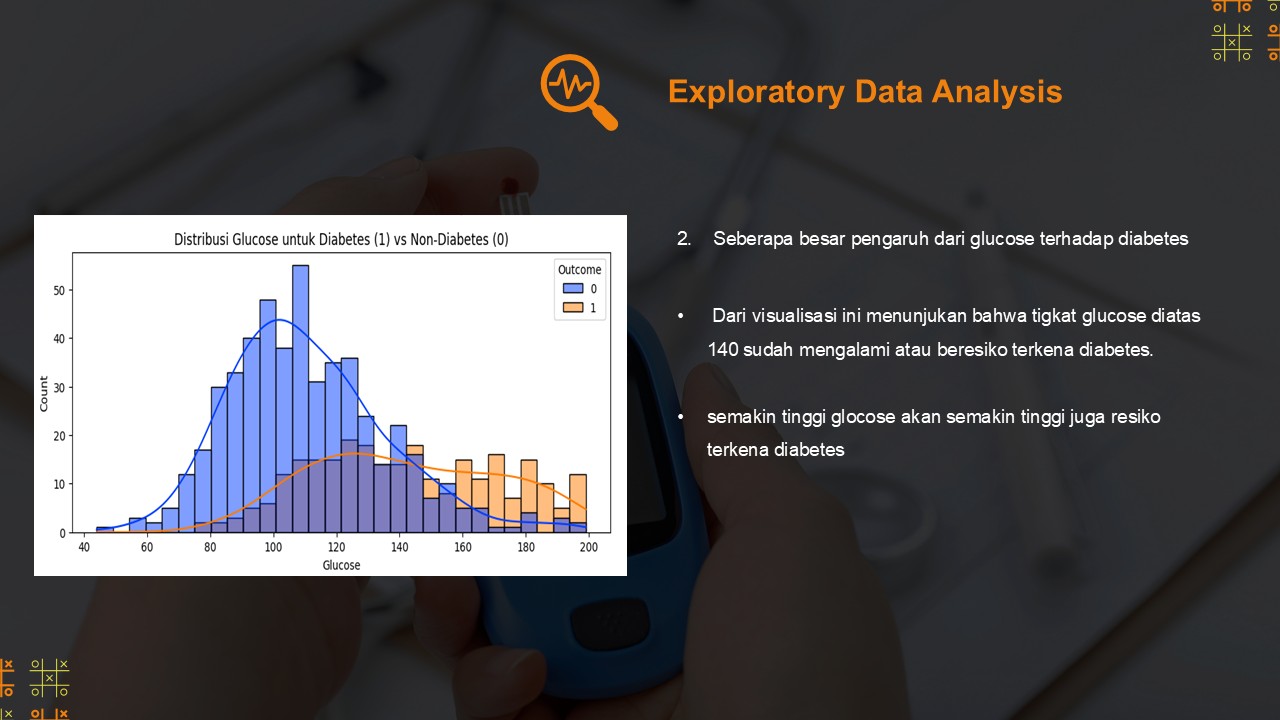 Exploratory Data Analysis
Distribusi Glucose untuk Diabetes (1) vs Non-Diabetes (0)
Outcome
0
1
50
40
30
20
10
0
Count
40 60 80 100 120 140 160 180 200
Glucose
2. Seberapa besar pengaruh dari glucose terhadap diabetes
• Dari visualisasi ini menunjukan bahwa tigkat glucose diatas
140 sudah mengalami atau beresiko terkena diabetes.
• semakin tinggi glocose akan semakin tinggi juga resiko
terkena diabetes